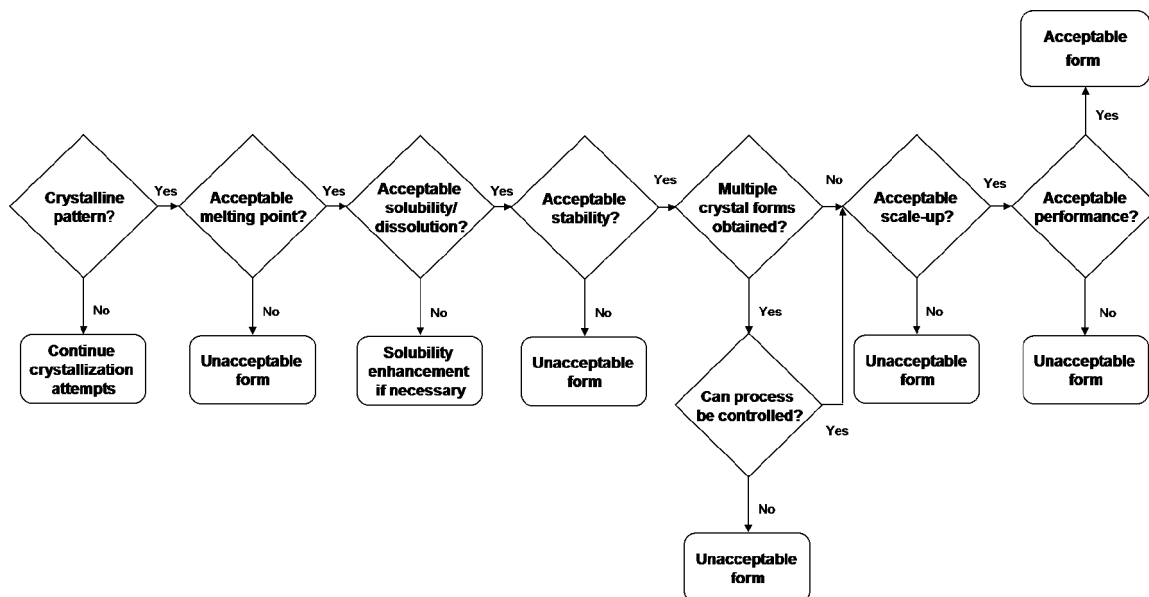 Acceptable
form
Yes
Crystalline
pattern?
Yes
Acceptable
melting point?
Yes
Acceptable
solubility/
dissolution?
Yes
Acceptable
stability?
Yes
Multiple
crystal forms
obtained?
No
Acceptable
scale-up?
Yes
Acceptable
performance?
No
Continue
crystallization
attempts
No
Unacceptable
form
No
Solubility
enhancement
if necessary
No
Unacceptable
form
Yes
Can process
be controlled?
Yes
No
Unacceptable
form
No
Unacceptable
form
No
Unacceptable
form